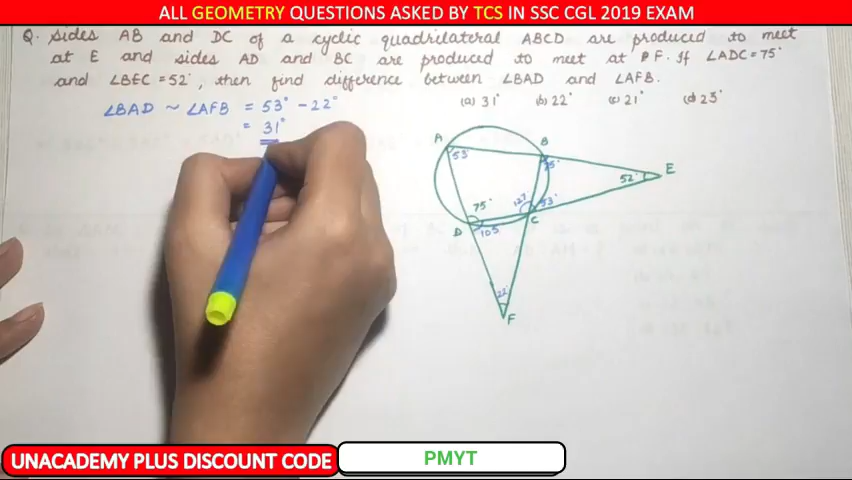 ALL GEOMETRY QUESTIONS ASKED BY TCS IN SSC CGL 2019 EXAM
Q. Sides AB and DC of a cyclic quadrilateral ABCD are produced to meet
at E and sides AD and BC are produced to meet at F. If ∠ADC = 75°
and ∠BEC = 52°, then find difference between ∠BAD and ∠AFB.
∠BAD ~ ∠AFB = 53° - 22°
= 31°
(a) 31° (b) 22° (c) 21° (d) 23°
A
B
53°
75°
E
52°
75°
127°
53°
C
D
105°
22°
F
UNACADEMY PLUS DISCOUNT CODE
PMYT